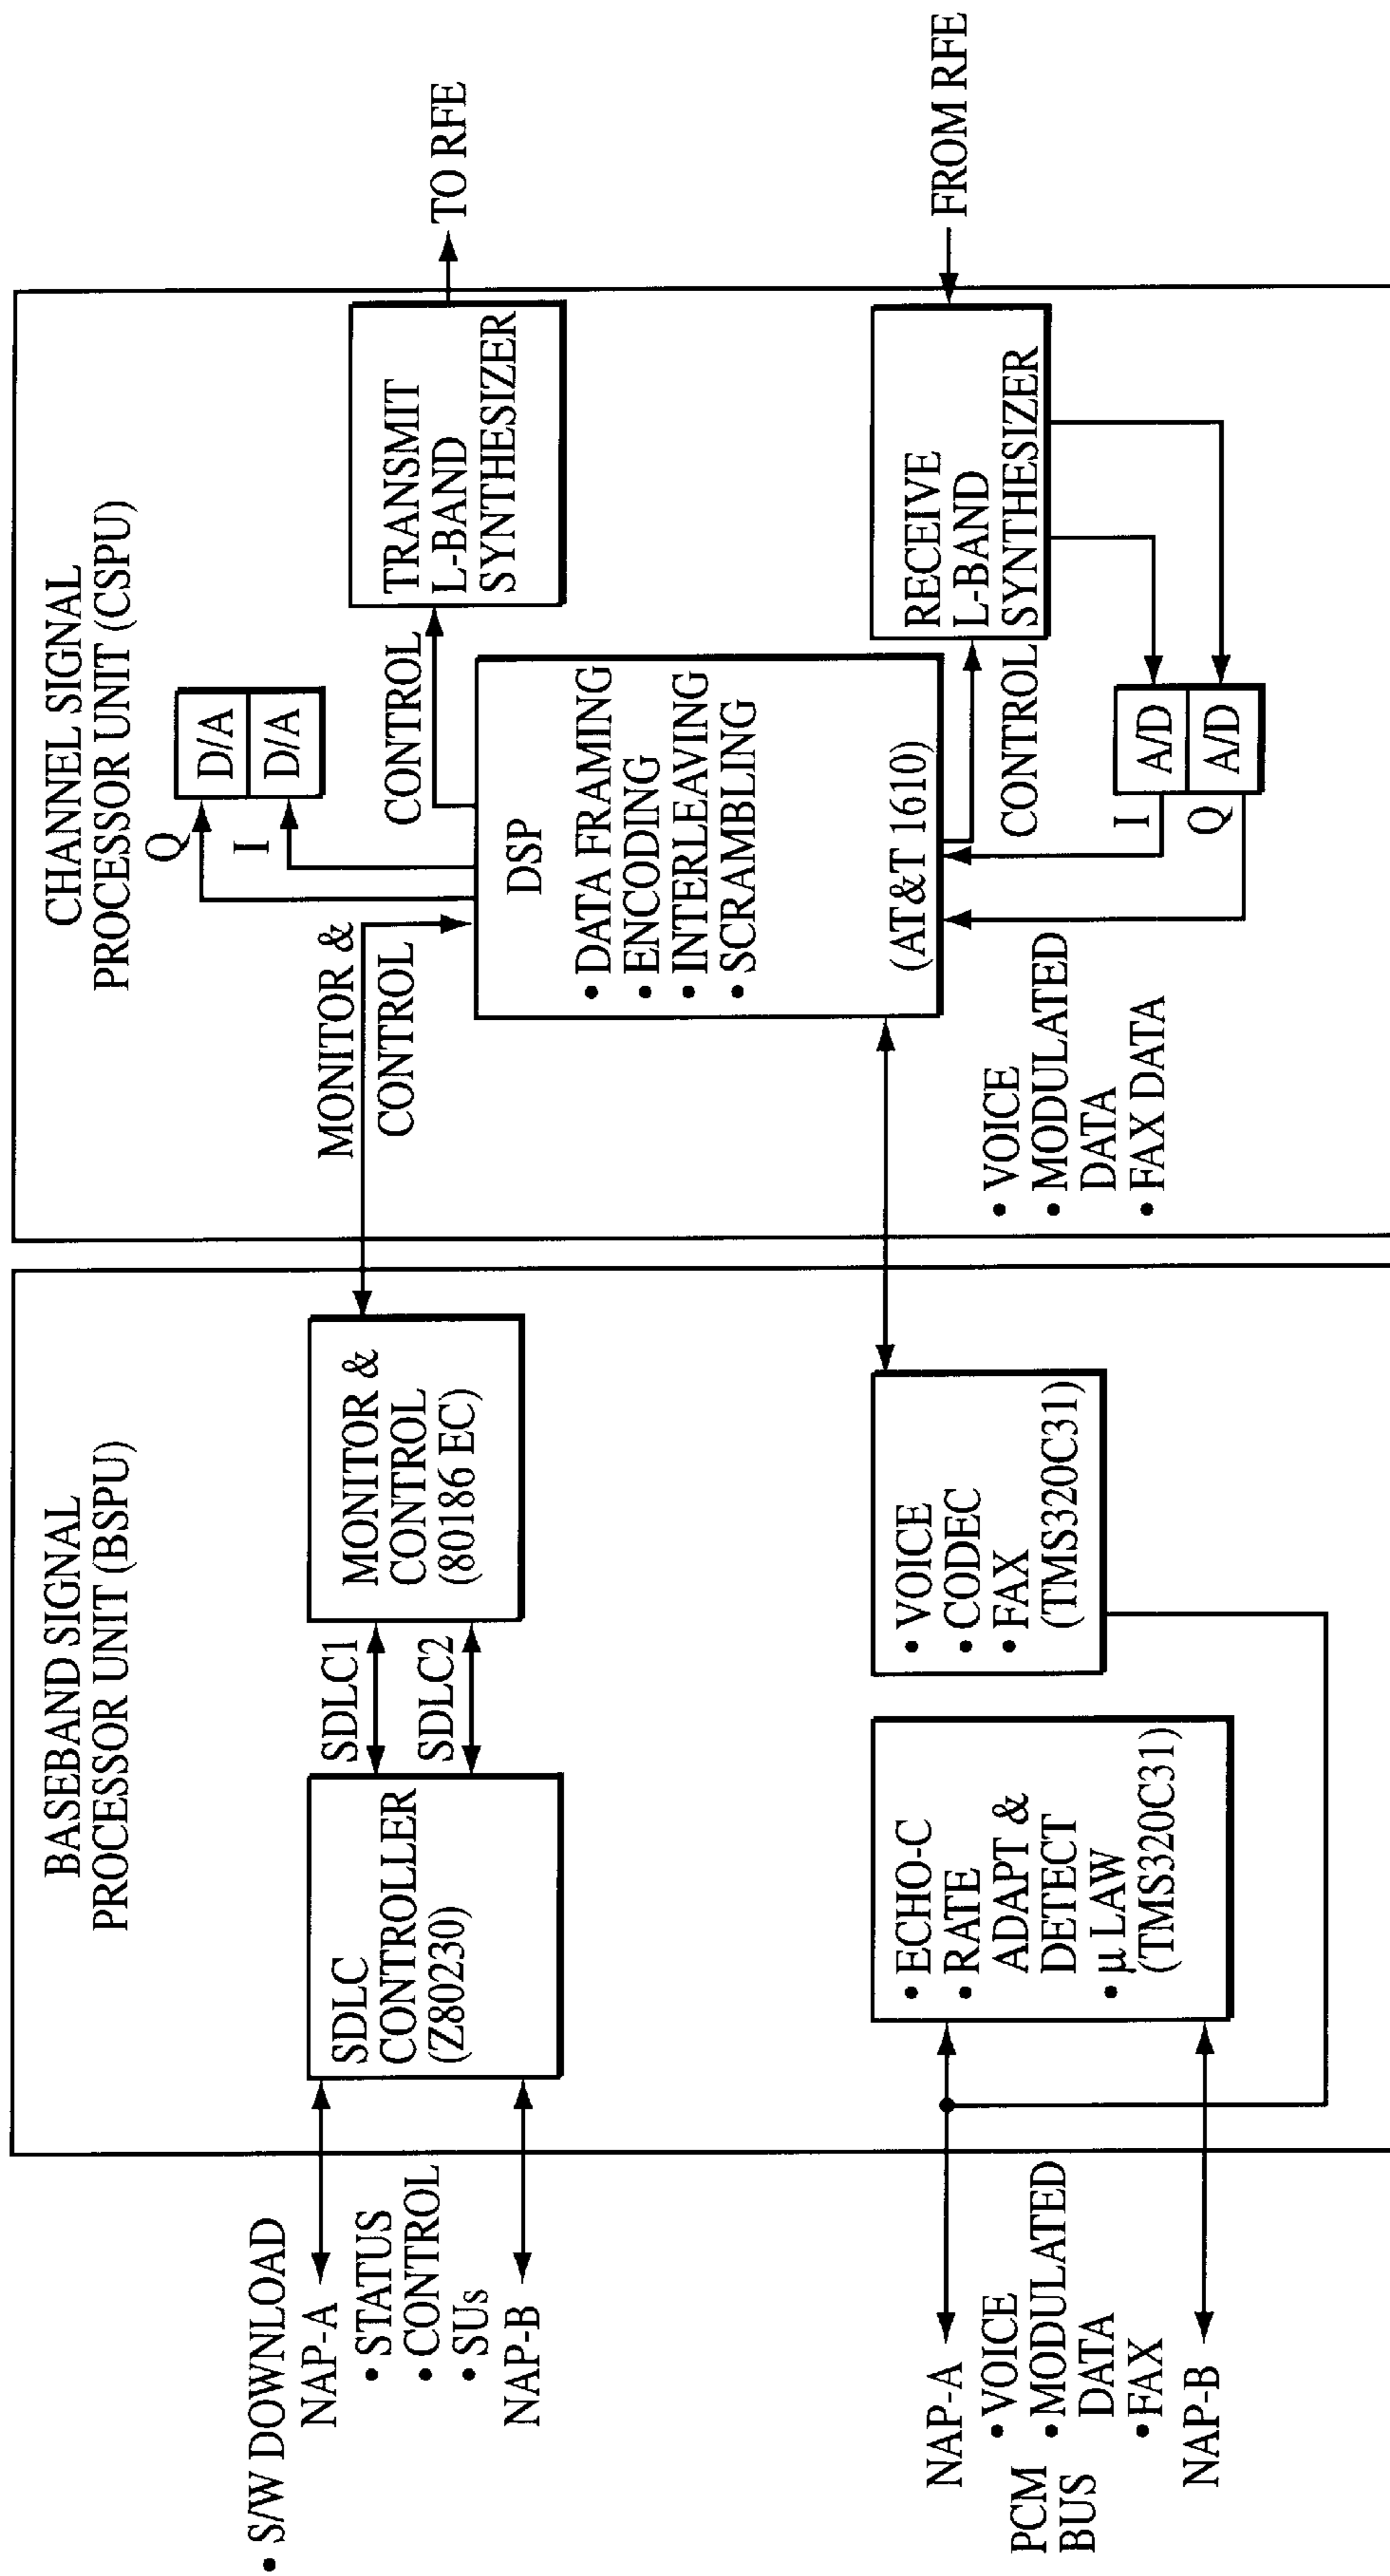 • S/W DOWNLOAD
NAP-A
• STATUS
• CONTROL
• SUs
NAP-B
NAP-A
• VOICE
• MODULATED
DATA
• FAX
PCM
BUS
NAP-B
BASEBAND SIGNAL
PROCESSOR UNIT (BSPU)
SDLC
CONTROLLER
(Z80230)
SDLC1
SDLC2
MONITOR &
CONTROL
(80186 EC)
• ECHO-C
• RATE
ADAPT &
DETECT
• µ LAW
(TMS320C31)
• VOICE
• CODEC
• FAX
(TMS320C31)
CHANNEL SIGNAL
PROCESSOR UNIT (CSPU)
MONITOR &
CONTROL
Q
I
D/A
D/A
CONTROL
TRANSMIT
L-BAND
SYNTHESIZER
TO RFE
DSP
• DATA FRAMING
• ENCODING
• INTERLEAVING
• SCRAMBLING
(AT&T 1610)
• VOICE
• MODULATED
DATA
• FAX DATA
CONTROL
I
Q
A/D
A/D
RECEIVE
L-BAND
SYNTHESIZER
FROM RFE